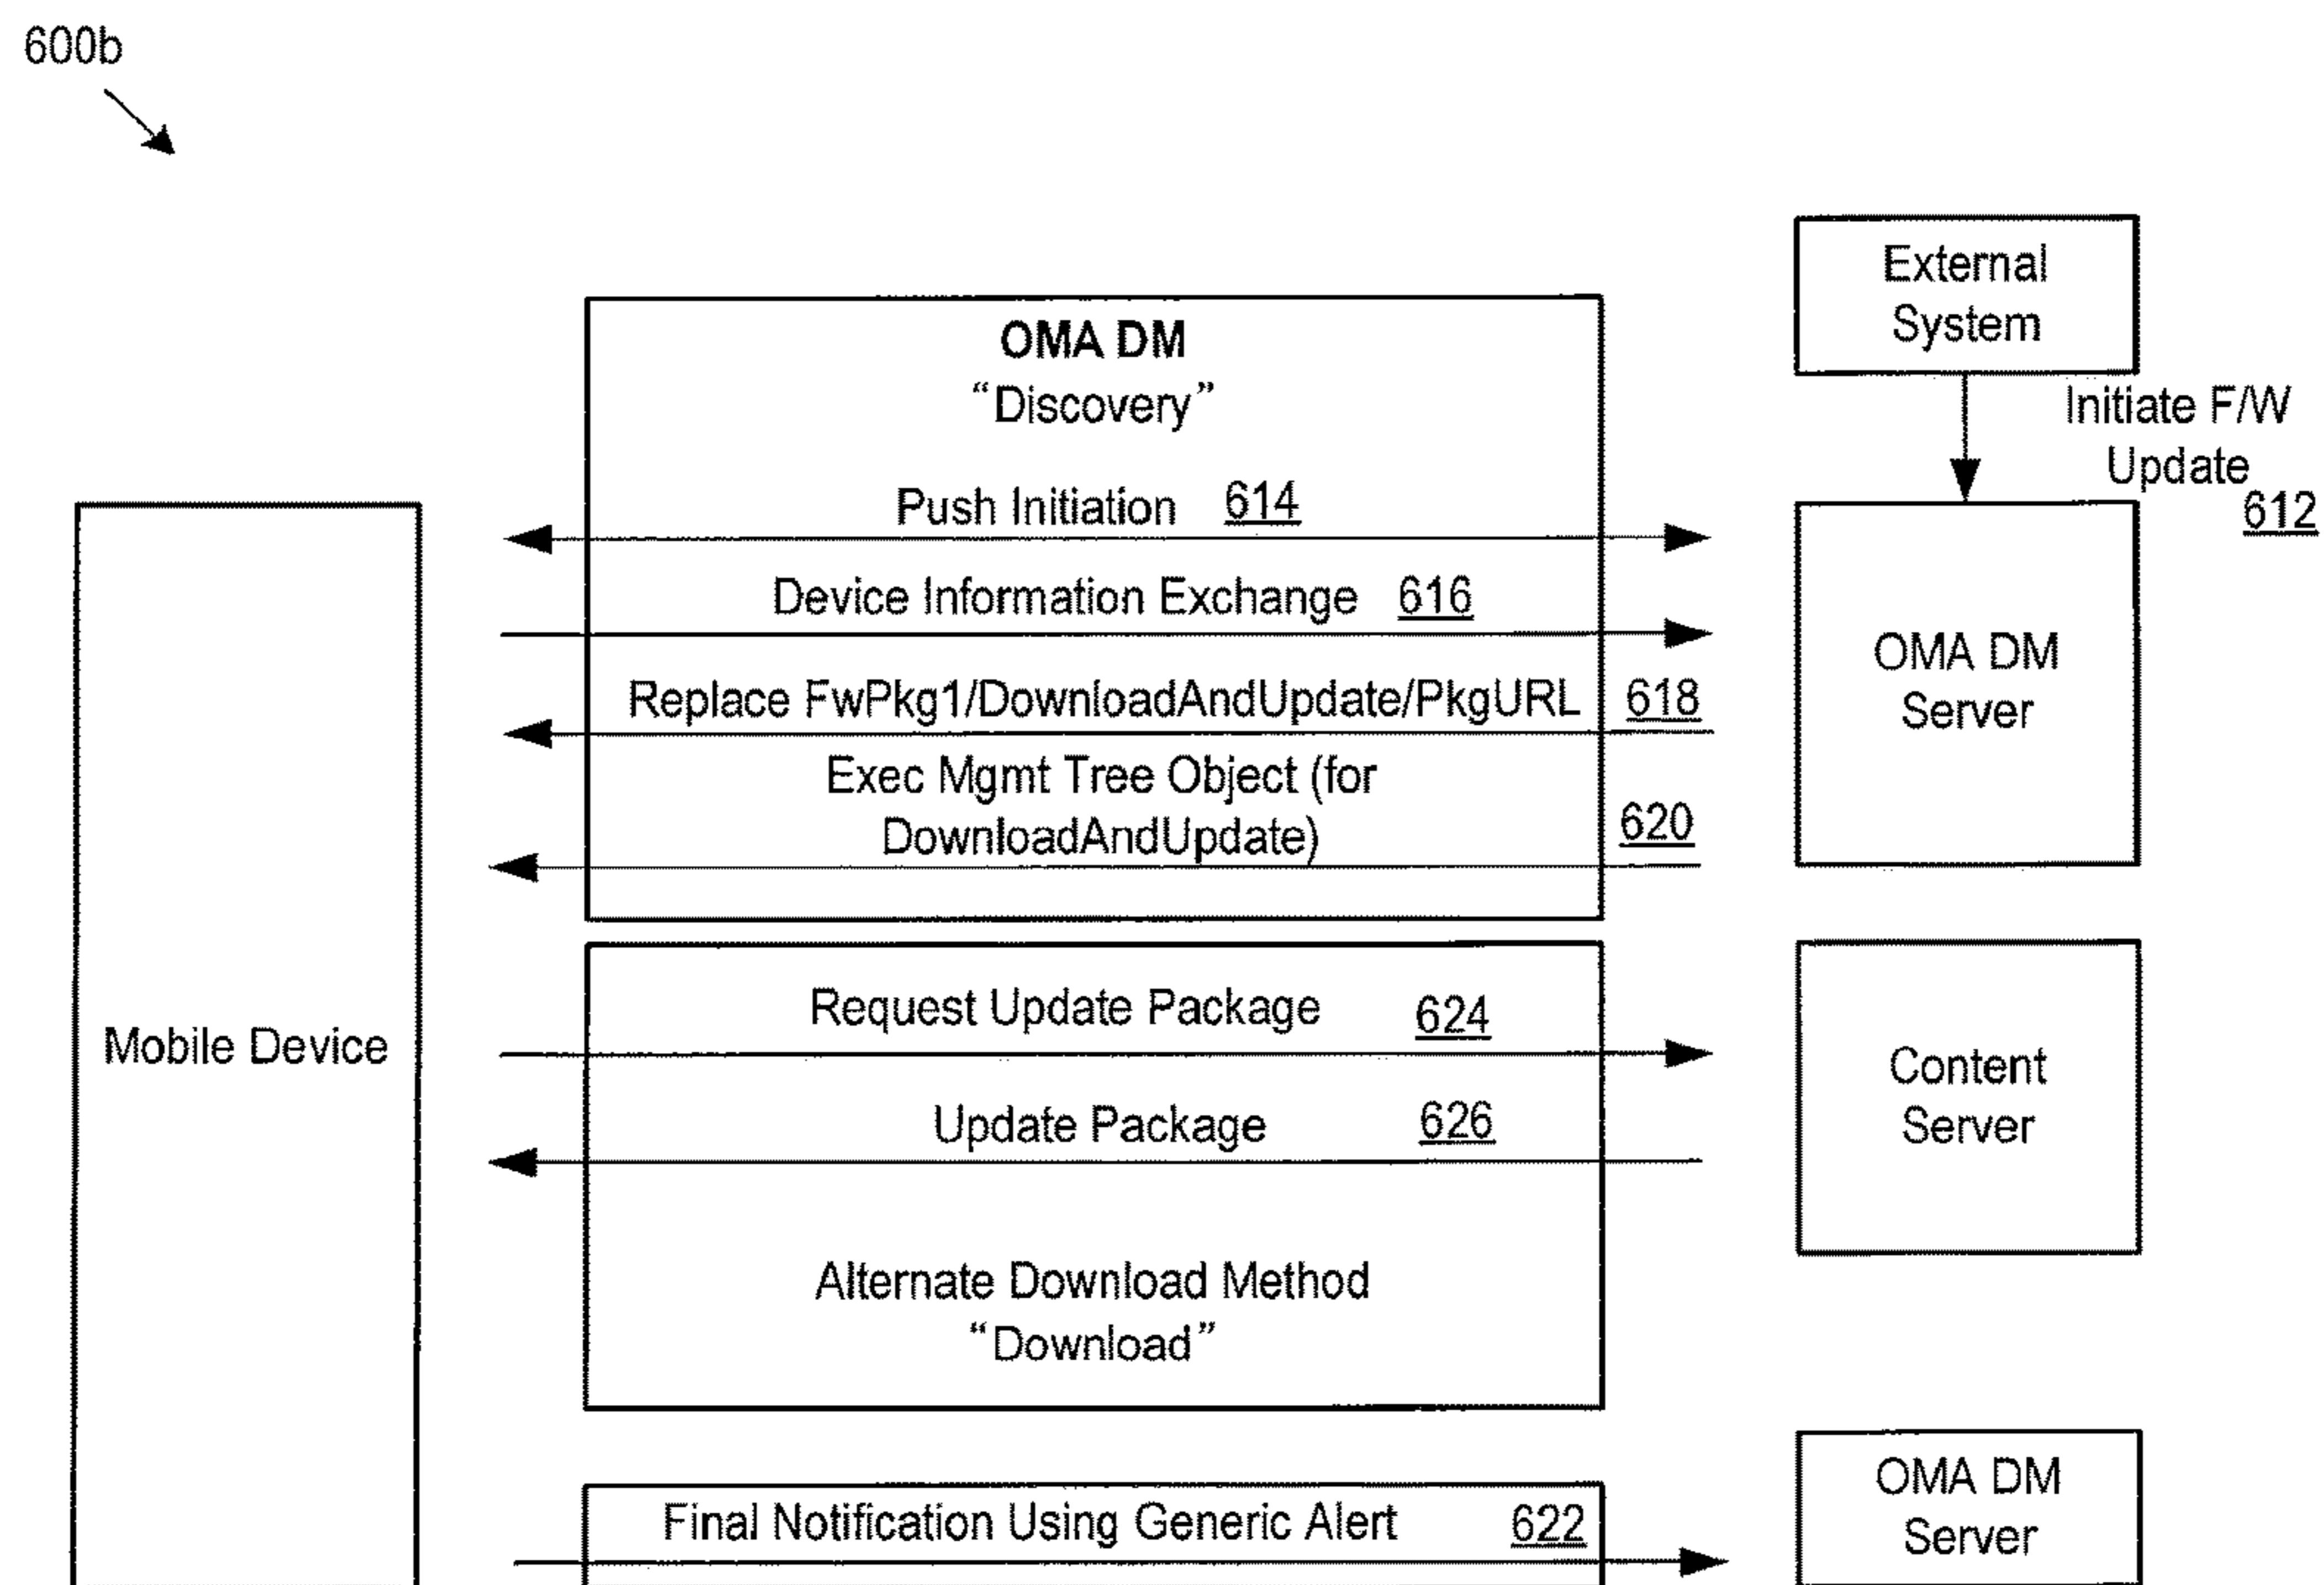 600b
External
System
Initiate F/W
Update
612
OMA DM
“Discovery”
Push Initiation 614
Device Information Exchange 616
Replace FwPkg1/DownloadAndUpdate/PkgURL 618
Exec Mgmt Tree Object (for
DownloadAndUpdate) 620
OMA DM
Server
Mobile Device
Request Update Package 624
Update Package 626
Alternate Download Method
“Download”
Content
Server
Final Notification Using Generic Alert 622
OMA DM
Server